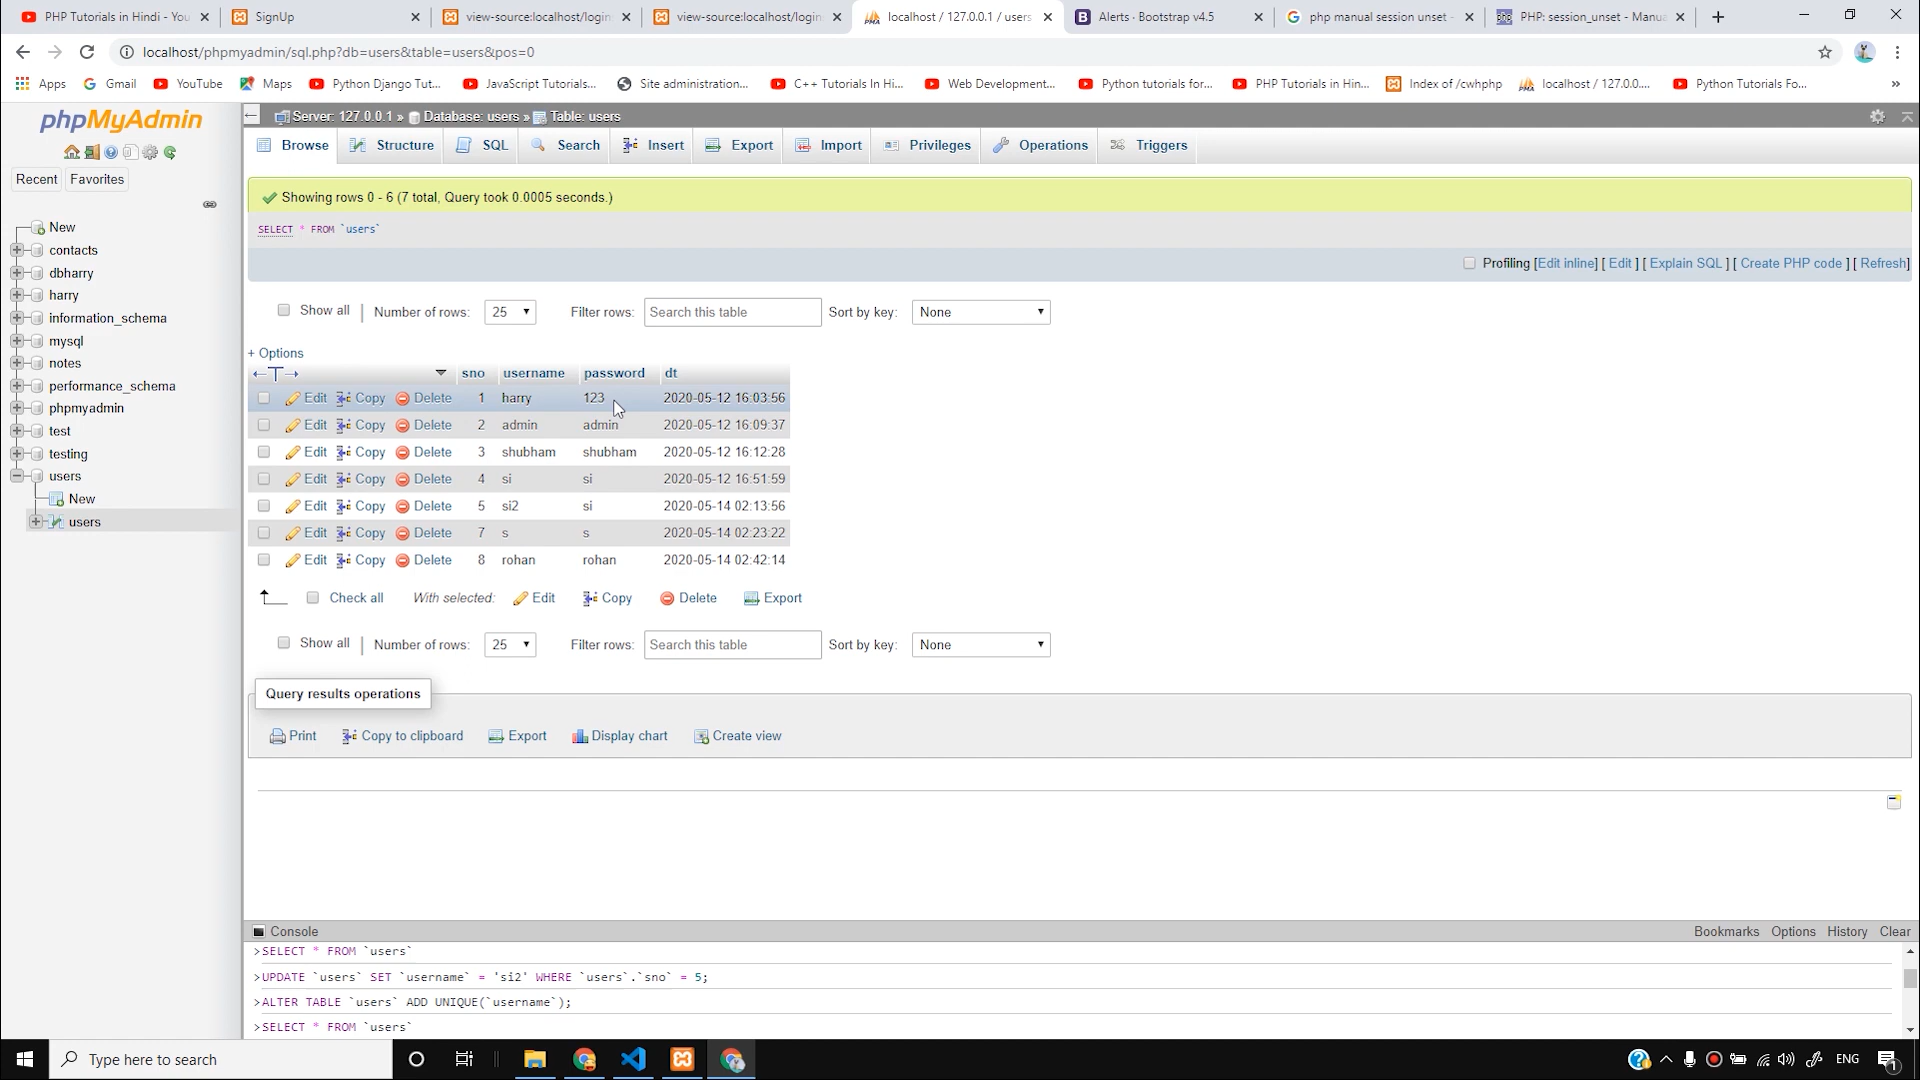 PHP Tutorials in Hindi - You
SignUp
view-source:localhost/login
view-source:localhost/login
localhost / 127.0.0.1 / users
Alerts · Bootstrap v4.5
php manual session unset -
PHP: session_unset - Manual
localhost/phpmyadmin/sql.php?db=users&table=users&pos=0
Apps Gmail YouTube Maps Python Django Tut... JavaScript Tutorials... Site administration... C++ Tutorials In Hi... Web Development... Python tutorials for... PHP Tutorials in Hin... Index of /cwhphp localhost / 127.0.0.... Python Tutorials Fo... »
phpMyAdmin
Recent Favorites
New
contacts
dbharry
harry
information_schema
mysql
notes
performance_schema
phpmyadmin
test
testing
users
New
users
Server: 127.0.0.1 » Database: users » Table: users
Browse Structure SQL Search Insert Export Import Privileges Operations Triggers
Showing rows 0 - 6 (7 total, Query took 0.0005 seconds.)
SELECT * FROM `users`
Profiling [Edit inline] [ Edit ] [ Explain SQL ] [ Create PHP code ] [ Refresh]
Show all | Number of rows: 25 Filter rows: Search this table Sort by key: None
+ Options
←T→ sno username password dt
Edit Copy Delete 1 harry 123 2020-05-12 16:03:56
Edit Copy Delete 2 admin admin 2020-05-12 16:09:37
Edit Copy Delete 3 shubham shubham 2020-05-12 16:12:28
Edit Copy Delete 4 si si 2020-05-12 16:51:59
Edit Copy Delete 5 si2 si 2020-05-14 02:13:56
Edit Copy Delete 7 s s 2020-05-14 02:23:22
Edit Copy Delete 8 rohan rohan 2020-05-14 02:42:14
Check all With selected: Edit Copy Delete Export
Show all | Number of rows: 25 Filter rows: Search this table Sort by key: None
Query results operations
Print Copy to clipboard Export Display chart Create view
Console Bookmarks Options History Clear
>SELECT * FROM `users`
>UPDATE `users` SET `username` = 'si2' WHERE `users`.`sno` = 5;
>ALTER TABLE `users` ADD UNIQUE(`username`);
>SELECT * FROM `users`
Type here to search
ENG
1